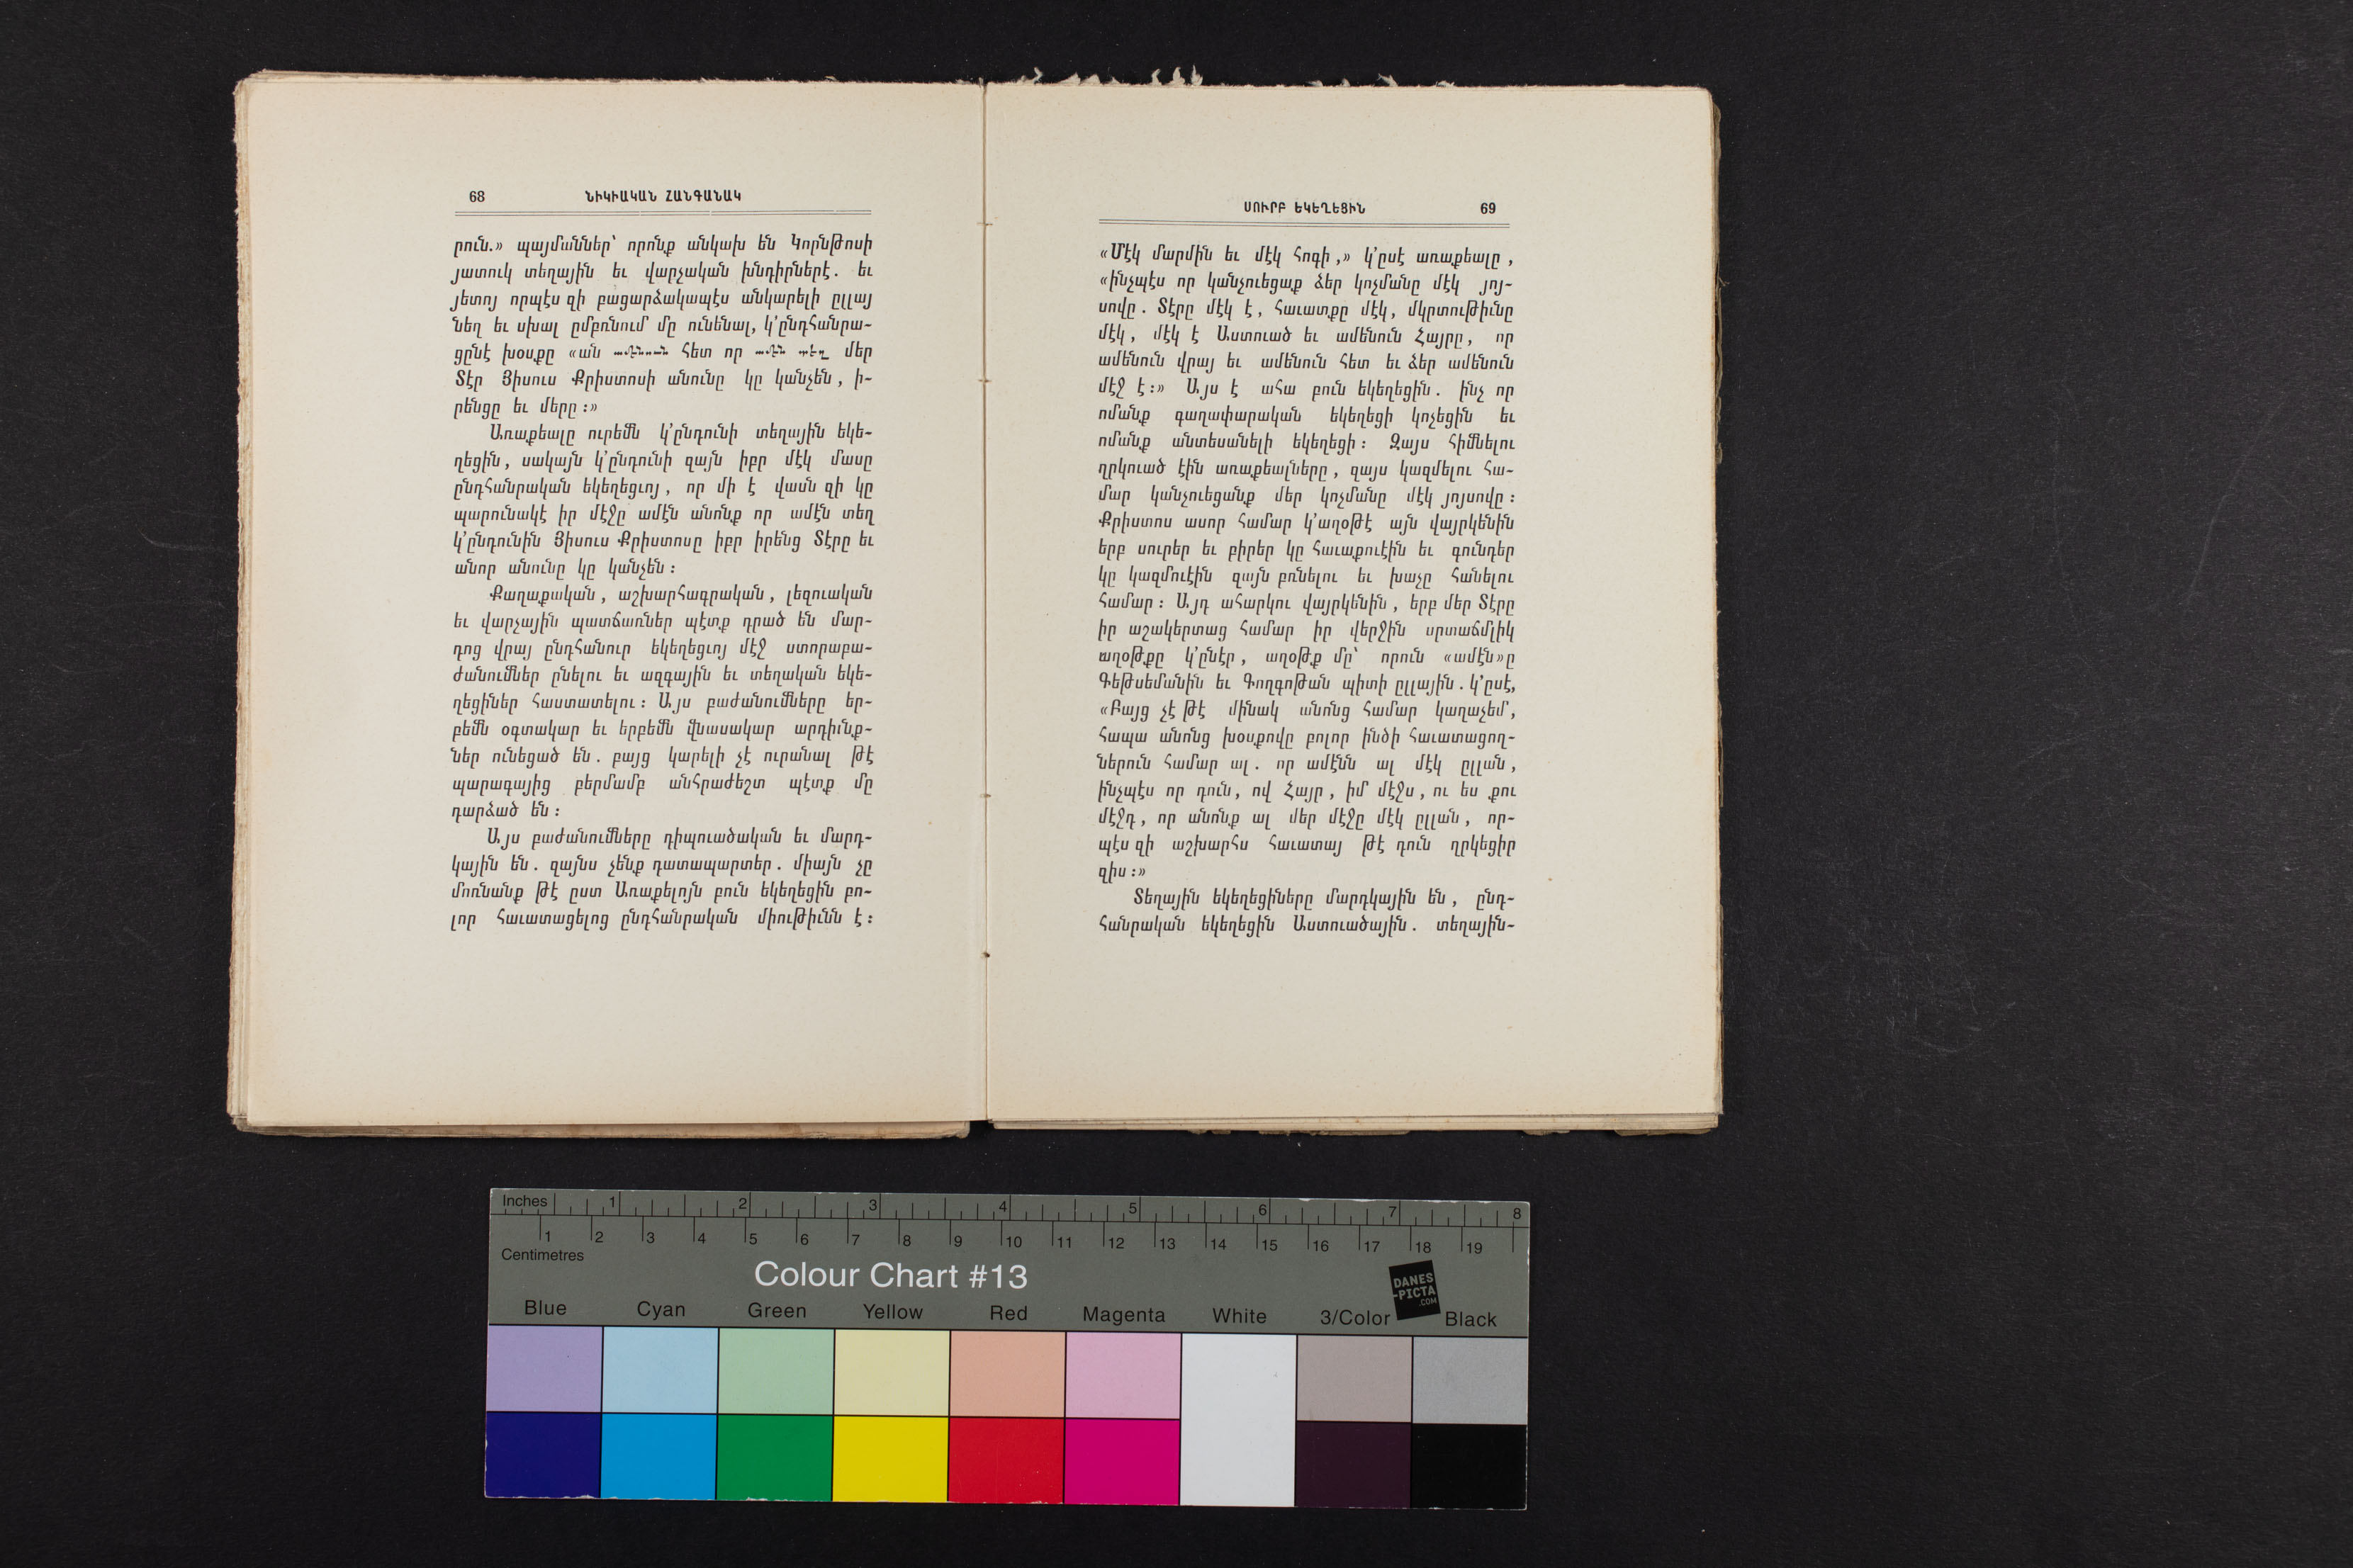 68 ՆԻԿԻԱԿԱՆ ՀԱՆԳԱՆԱԿ
րուն.» պայմաններ՝ որոնք անկախ են Կորնթոսի
յատուկ տեղային եւ վարչական խնդիրներէ. եւ
յետոյ որպէս զի բացարձակապէս անկարելի ըլլայ
նեղ եւ սխալ ըմբռնում մը ունենալ, կ՚ընդհանրա-
ցընէ խօսքը «ան ամենուն հետ որ ամէն տեղ մեր
Տէր Յիսուս Քրիստոսի անունը կը կանչեն, ի-
րենցը եւ մերը։»
Առաքեալը ուրեմն կ՚ընդունի տեղային եկե-
ղեցին, սակայն կ՚ընդունի զայն իբր մէկ մասը
ընդհանրական եկեղեցւոյ, որ մի է վասն զի կը
պարունակէ իր մէջը ամէն անոնք որ ամէն տեղ
կ՚ընդունին Յիսուս Քրիստոսը իբր իրենց Տէրը եւ
անոր անունը կը կանչեն։
Քաղաքական, աշխարհագրական, լեզուական
եւ վարչային պատճառներ պէտք դրած են մար-
դոց վրայ ընդհանուր եկեղեցւոյ մէջ ստորաբա-
ժանումներ ընելու եւ ազգային եւ տեղական եկե-
ղեցիներ հաստատելու։ Այս բաժանումները եր-
բեմն օգտակար եւ երբեմն վնասակար արդիւնք-
ներ ունեցած են. բայց կարելի չէ ուրանալ թէ
պարագայից բերմամբ անհրաժեշտ պէտք մը
դարձած են։
Այս բաժանումները դիպուածական եւ մարդ-
կային են. զայնս չենք դատապարտեր. միայն չը
մոռնանք թէ ըստ Առաքելոյն բուն եկեղեցին բո-
լոր հաւատացելոց ընդհանրական միութիւնն է։
ՍՈՒՐԲ ԵԿԵՂԵՑԻՆ 69
«Մէկ մարմին եւ մէկ հոգի,» կ՚ըսէ առաքեալը,
«ինչպէս որ կանչուեցաք ձեր կոչմանը մէկ յոյ-
սովը. Տէրը մէկ է, հաւատքը մէկ, մկրտութիւնը
մէկ, մէկ է Աստուած եւ ամենուն Հայրը, որ
ամենուն վրայ եւ ամենուն հետ եւ ձեր ամենուն
մէջ է։» Այս է ահա բուն եկեղեցին. ինչ որ
ոմանք գաղափարական եկեղեցի կոչեցին եւ
ոմանք անտեսանելի եկեղեցի։ Զայս հիմնելու
ղրկուած էին առաքեալները, զայս կազմելու հա-
մար կանչուեցանք մեր կոչմանը մէկ յոյսովը։
Քրիստոս ասոր համար կ՚աղօթէ այն վայրկենին
երբ սուրեր եւ բիրեր կը հաւաքուէին եւ գունդեր
կը կազմուէին զայն բռնելու եւ խաչը հանելու
համար։ Այդ ահարկու վայրկենին, երբ մեր Տէրը
իր աշակերտաց համար իր վերջին սրտաճմլիկ
աղօթքը կ՚ընէր, աղօթք մը՝ որուն «ամէն»ը
Գեթսեմանին եւ Գողգոթան պիտի ըլլային. կ՚ըսէ,
«Բայց չէ թէ մինակ անոնց համար կաղաչեմ,
հապա անոնց խօսքովը բոլոր ինծի հաւատացող-
ներուն համար ալ. որ ամէնն ալ մէկ ըլլան,
ինչպէս որ դուն, ով Հայր, իմ մէջս, ու ես քու
մէջդ, որ անոնք ալ մեր մէջը մէկ ըլլան, որ-
պէս զի աշխարհս հաւատայ թէ դուն ղրկեցիր
զիս։»
Տեղային եկեղեցիները մարդկային են, ընդ-
հանրական եկեղեցին Աստուածային. տեղային-
Inches 1 2 3 4 5 6 7 8
1 2 3 4 5 6 7 8 9 10 11 12 13 14 15 16 17 18 19
Centimetres
Colour Chart #13
DANES
-PICTA
.COM
Blue Cyan Green Yellow Red Magenta White 3/Color Black